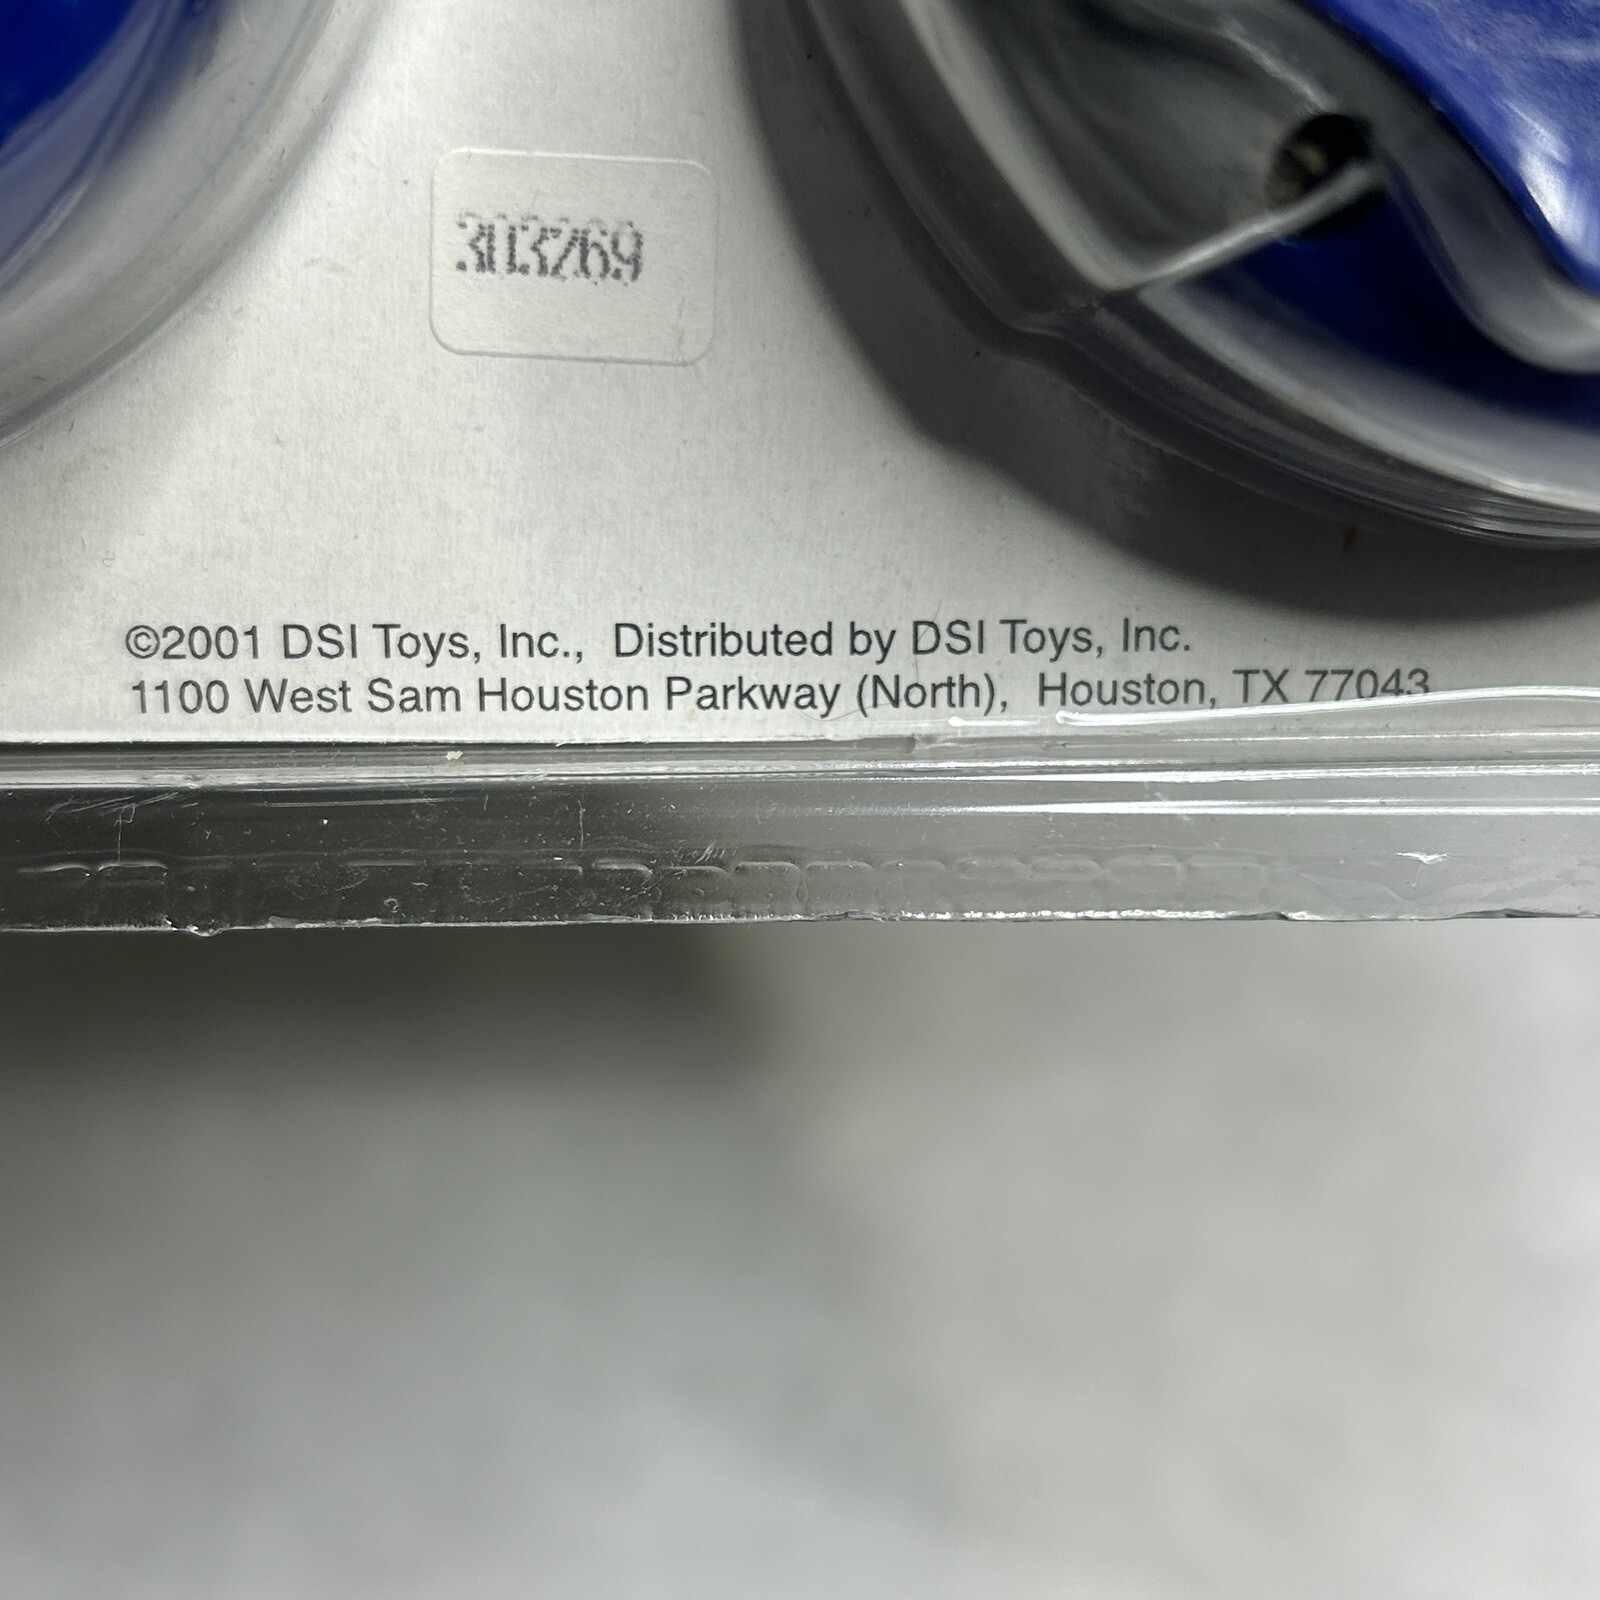 303269
©2001 DSI Toys, Inc., Distributed by DSI Toys, Inc.
1100 West Sam Houston Parkway (North), Houston, TX 77043